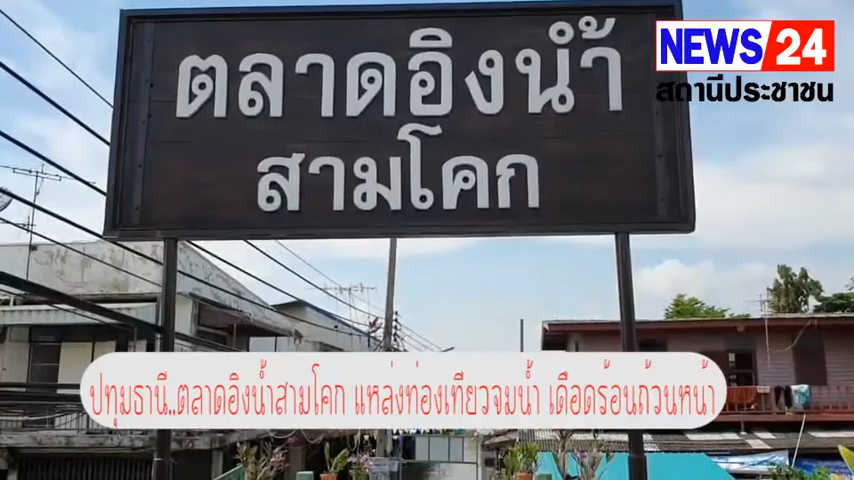 ตลาดอิงน้ำ
สามโคก
NEWS 24
สถานีประชาชน
ปทุมธานี..ตลาดอิงน้ำสามโคก แหล่งท่องเทียวจมน้ำ เดือดร้อนถ้วนหน้า